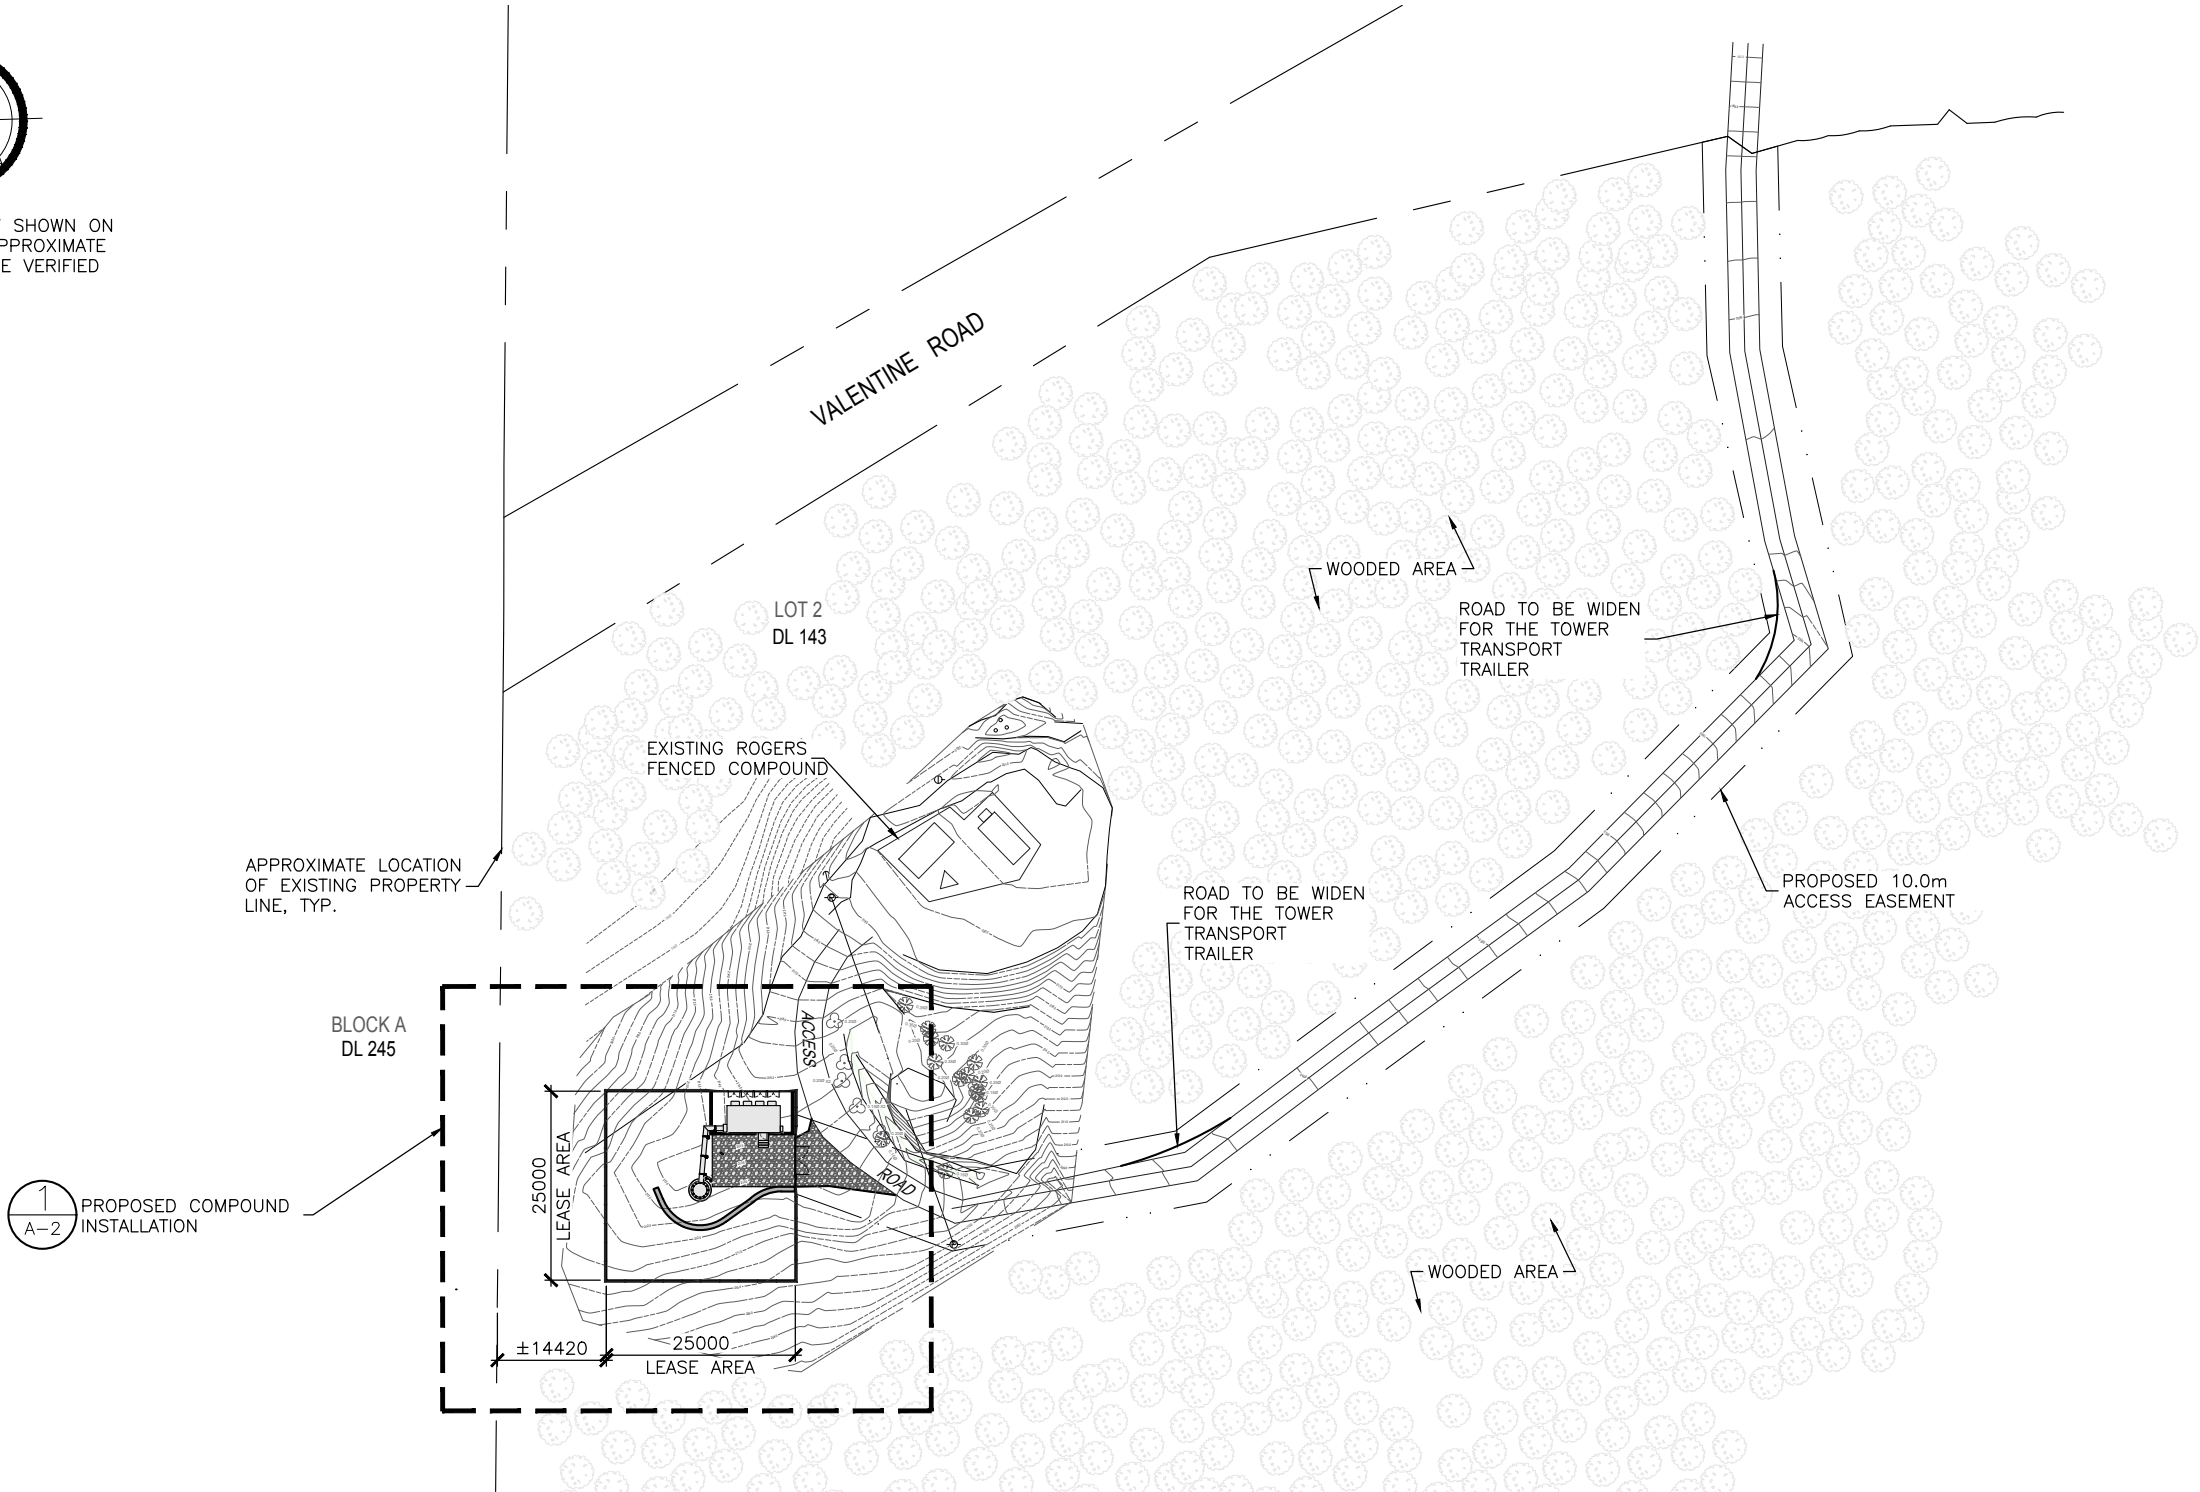 SHOWN ON
PPROXIMATE
E VERIFIED
VALENTINE ROAD
LOT 2
DL 143
WOODED AREA
ROAD TO BE WIDEN
FOR THE TOWER
TRANSPORT
TRAILER
EXISTING ROGERS
FENCED COMPOUND
APPROXIMATE LOCATION
OF EXISTING PROPERTY
LINE, TYP.
PROPOSED 10.0m
ACCESS EASEMENT
ROAD TO BE WIDEN
FOR THE TOWER
TRANSPORT
TRAILER
BLOCK A
DL 245
ACCESS
ROAD
25000
LEASE AREA
1
A-2
PROPOSED COMPOUND
INSTALLATION
WOODED AREA
±14420
25000
LEASE AREA